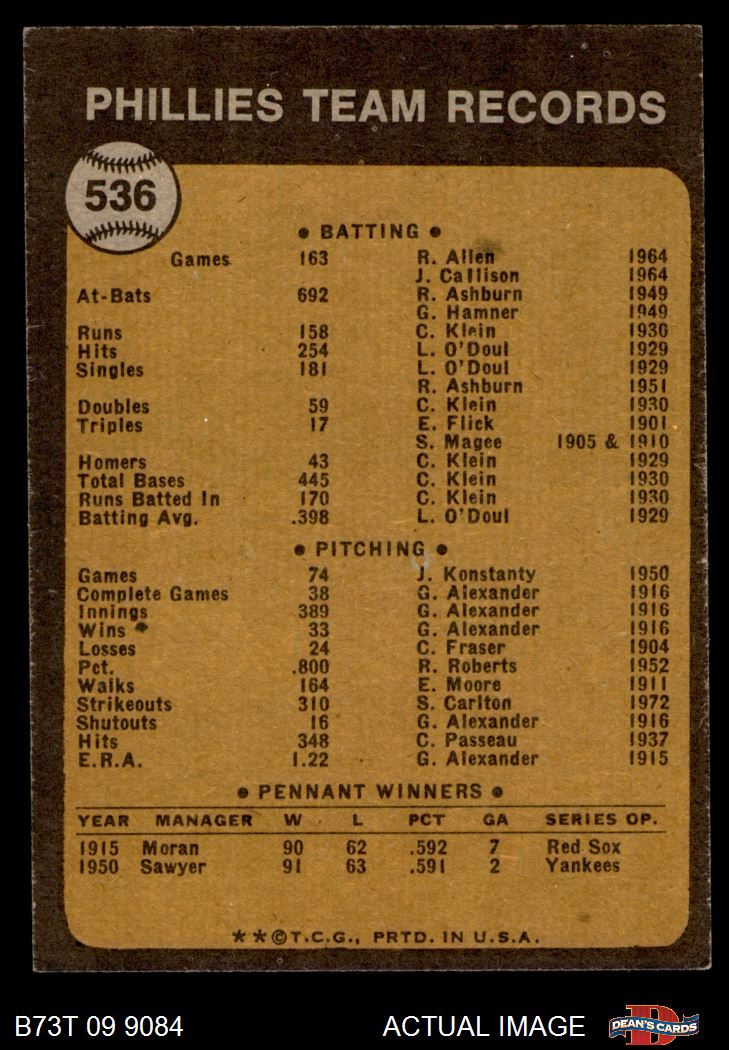 PHILLIES TEAM RECORDS
536
• BATTING •
Games 163 R. Allen 1964
J. Callison 1964
At-Bats 692 R. Ashburn 1949
G. Hamner 1949
Runs 158 C. Klein 1930
Hits 254 L. O'Doul 1929
Singles 181 L. O'Doul 1929
R. Ashburn 1951
Doubles 59 C. Klein 1930
Triples 17 E. Flick 1901
S. Magee 1905 & 1910
Homers 43 C. Klein 1929
Total Bases 445 C. Klein 1930
Runs Batted In 170 C. Klein 1930
Batting Avg. .398 L. O'Doul 1929
• PITCHING •
Games 74 J. Konstanty 1950
Complete Games 38 G. Alexander 1916
Innings 389 G. Alexander 1916
Wins 33 G. Alexander 1916
Losses 24 C. Fraser 1904
Pct. .800 R. Roberts 1952
Walks 164 E. Moore 1911
Strikeouts 310 S. Carlton 1972
Shutouts 16 G. Alexander 1916
Hits 348 C. Passeau 1937
E.R.A. 1.22 G. Alexander 1915
• PENNANT WINNERS •
YEAR MANAGER W L PCT GA SERIES OP.
1915 Moran 90 62 .592 7 Red Sox
1950 Sawyer 91 63 .591 2 Yankees
**©T.C.G., PRTD. IN U.S.A.
B73T 09 9084 ACTUAL IMAGE D DEAN'S CARDS